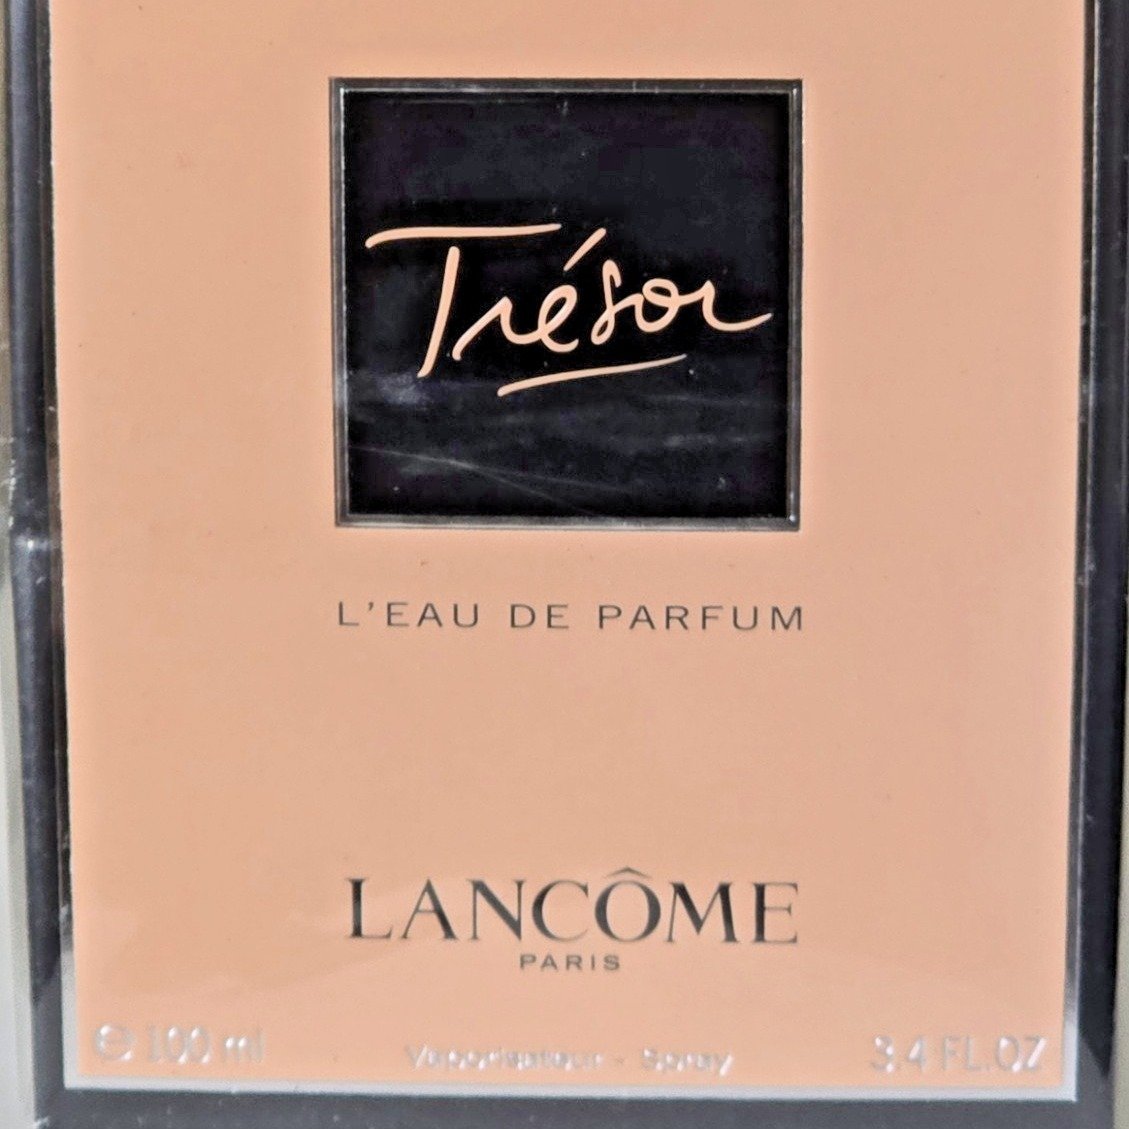 Trésor
L'EAU DE PARFUM
LANCÔME
PARIS
℮ 100 ml Vaporisateur - Spray 3.4 FL.OZ